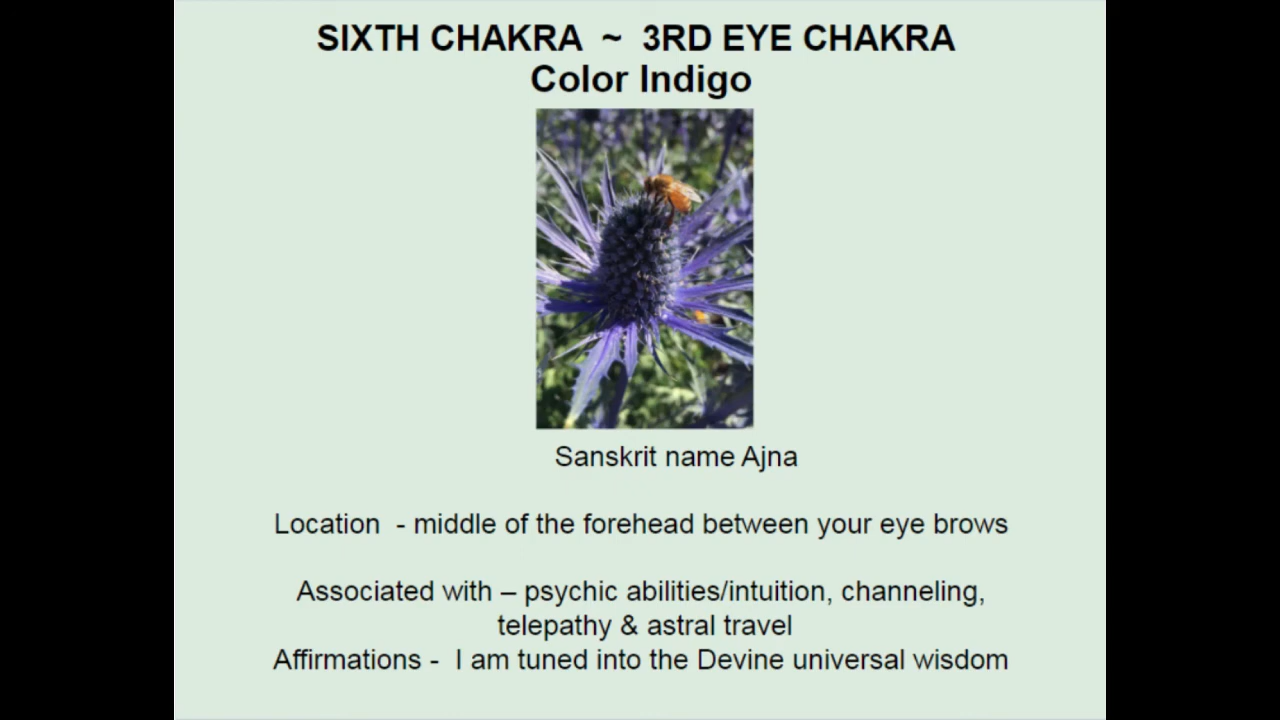 SIXTH CHAKRA ~ 3RD EYE CHAKRA
Color Indigo
Sanskrit name Ajna
Location - middle of the forehead between your eye brows
Associated with – psychic abilities/intuition, channeling,
telepathy & astral travel
Affirmations - I am tuned into the Devine universal wisdom